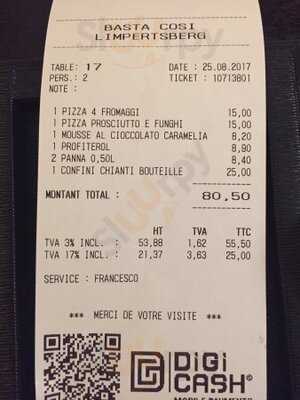 BASTA COSI
LIMPERTSBERG
TABLE: 17 DATE : 25.08.2017
PERS.: 2 TICKET : 10713801
NOTE :
1 PIZZA 4 FROMAGGI 15,00
1 PIZZA PROSCIUTTO E FUNGHI 15,00
1 MOUSSE AL CIOCCOLATO CARAMELIA 8,20
1 PROFITEROL 8,90
2 PANNA 0,50L 8,40
1 CONFINI CHIANTI BOUTEILLE 25,00
MONTANT TOTAL : 80,50
HT TVA TTC
TVA 3% INCL. : 53,88 1,62 55,50
TVA 17% INCL. : 21,37 3,63 25,00
SERVICE : FRANCESCO
*** MERCI DE VOTRE VISITE ***
DIGI
CASH©
MOBILE PAYMENTS